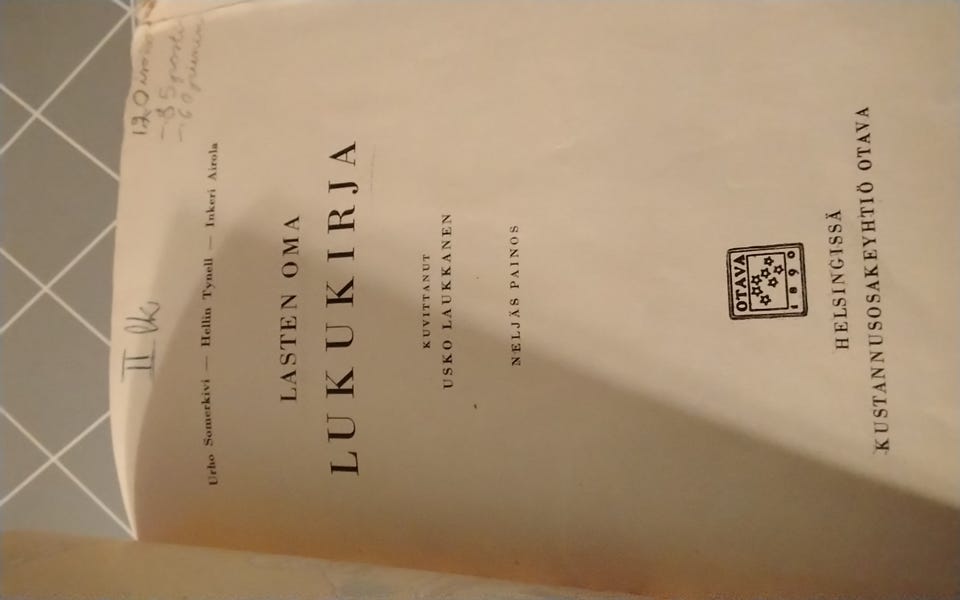 II lk
120
Urho Somerkivi — Hellin Tynell — Inkeri Airola
LASTEN OMA
LUKUKIRJA
KUVITTANUT
USKO LAUKKANEN
NELJÄS PAINOS
OTAVA
1890
HELSINGISSÄ
KUSTANNUSOSAKEYHTIÖ OTAVA